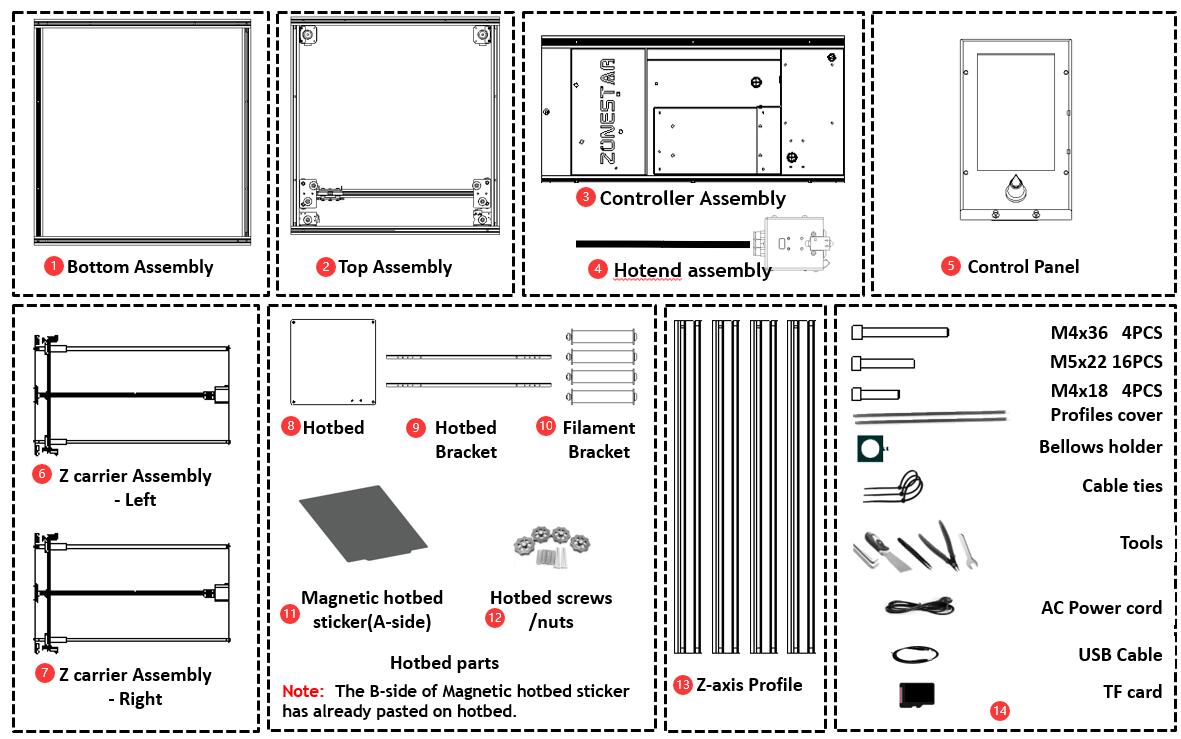 ZONESTAR
3 Controller Assembly
1 Bottom Assembly
2 Top Assembly
4 Hotend assembly
5 Control Panel
6 Z carrier Assembly
- Left
7 Z carrier Assembly
- Right
8 Hotbed
9 Hotbed
Bracket
10 Filament
Bracket
11 Magnetic hotbed
sticker(A-side)
12 Hotbed screws
/nuts
Hotbed parts
Note: The B-side of Magnetic hotbed sticker
has already pasted on hotbed.
13 Z-axis Profile
M4x36 4PCS
M5x22 16PCS
M4x18 4PCS
Profiles cover
Bellows holder
Cable ties
Tools
AC Power cord
USB Cable
TF card
14